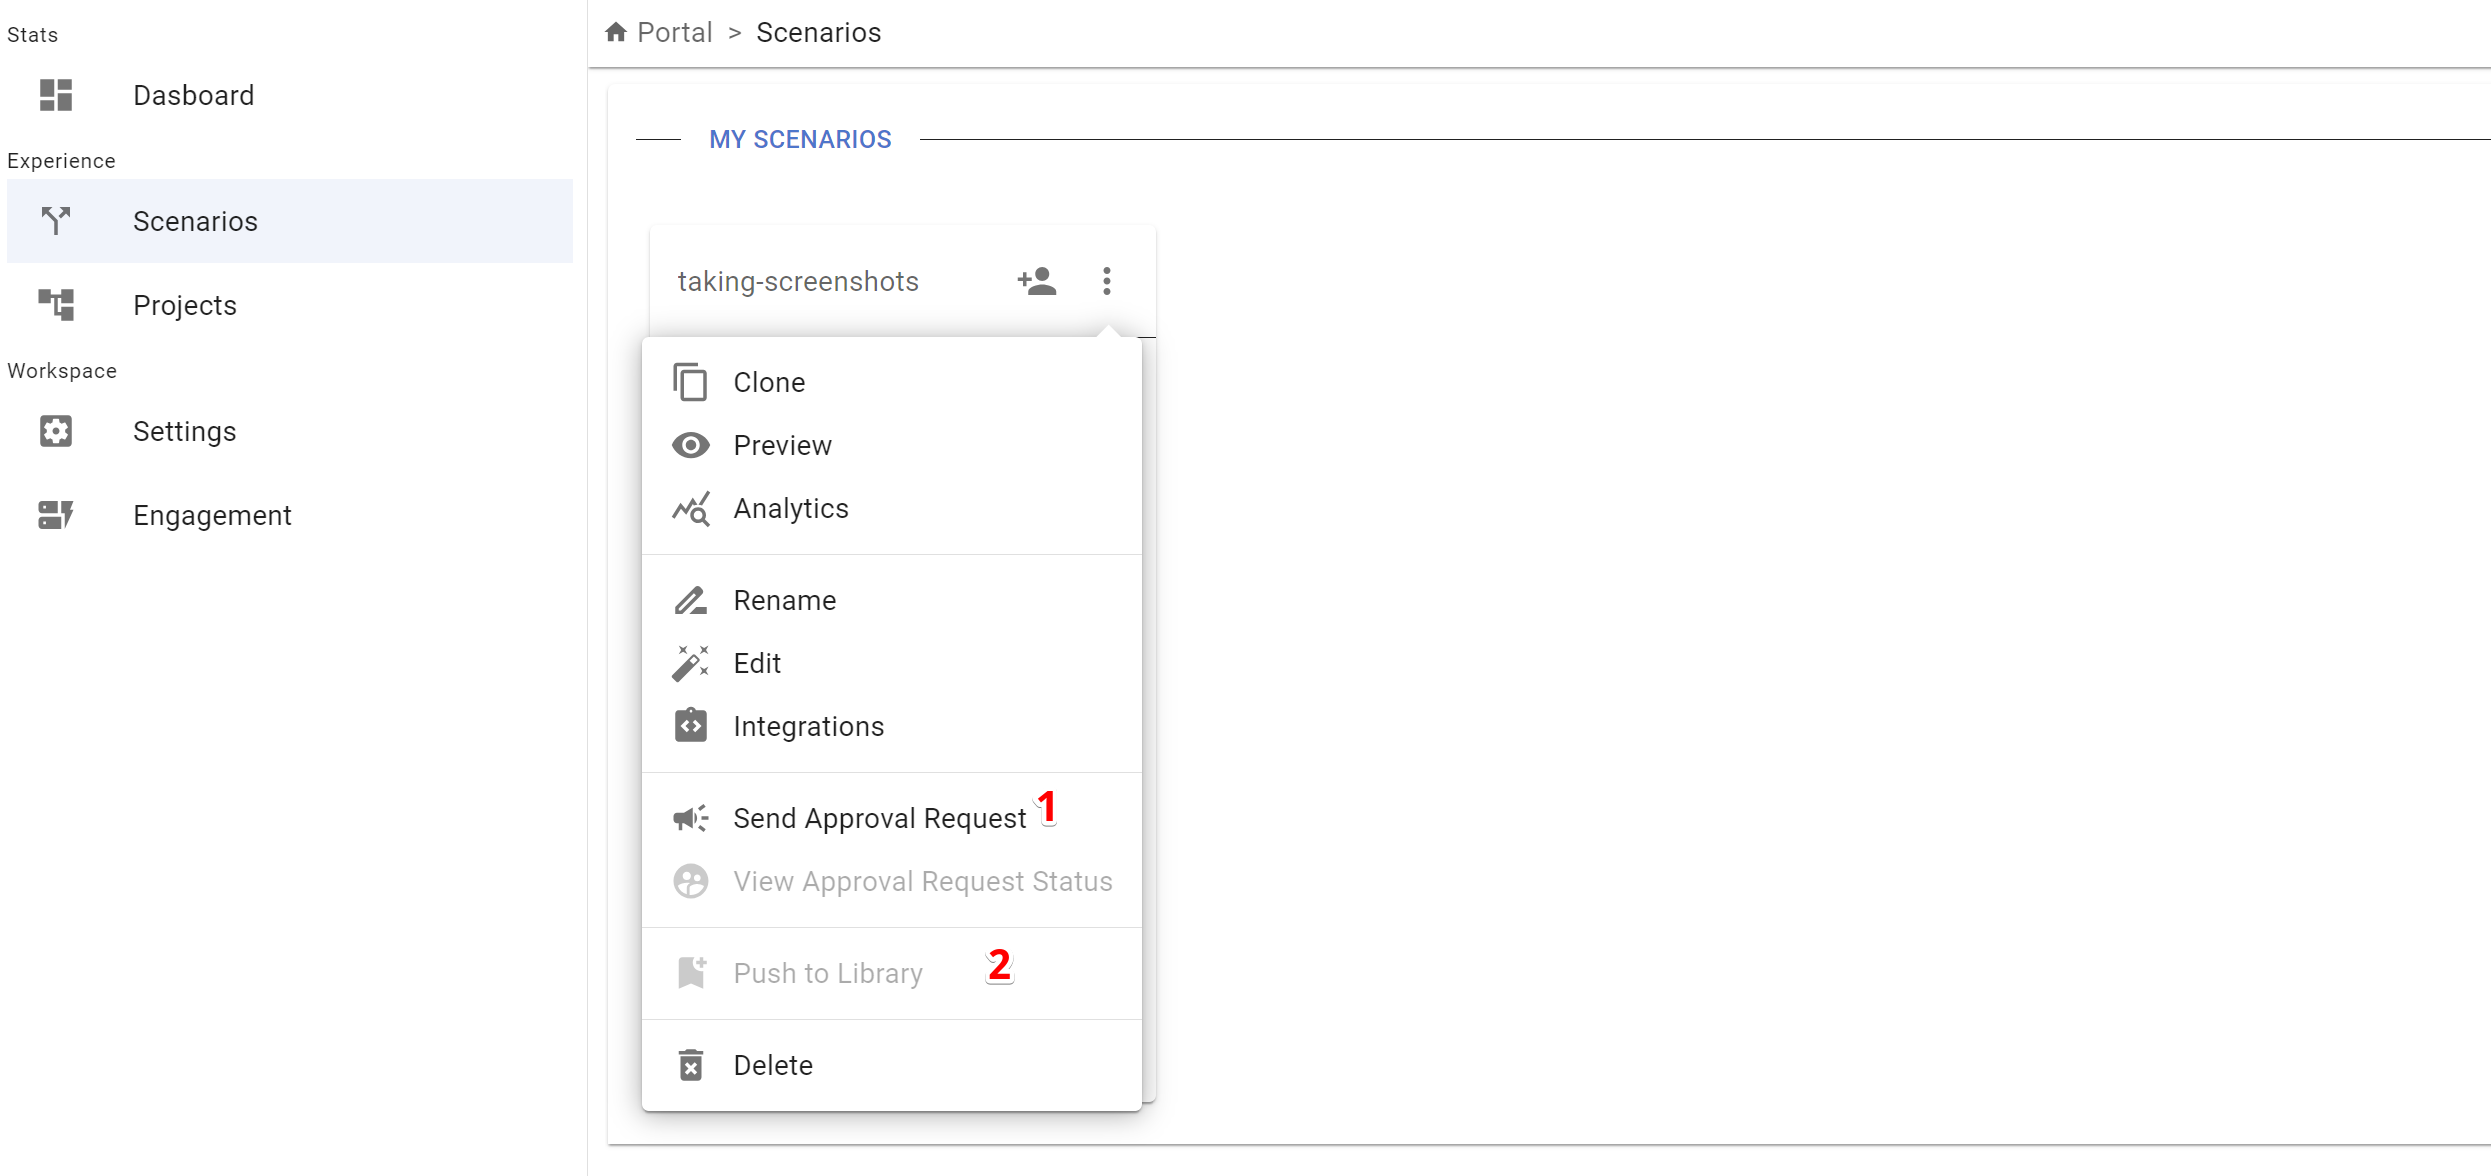 Stats
Dasboard
Experience
Scenarios
Projects
Workspace
Settings
Engagement
Portal > Scenarios
MY SCENARIOS
taking-screenshots
Clone
Preview
Analytics
Rename
Edit
Integrations
Send Approval Request 1
View Approval Request Status
Push to Library 2
Delete